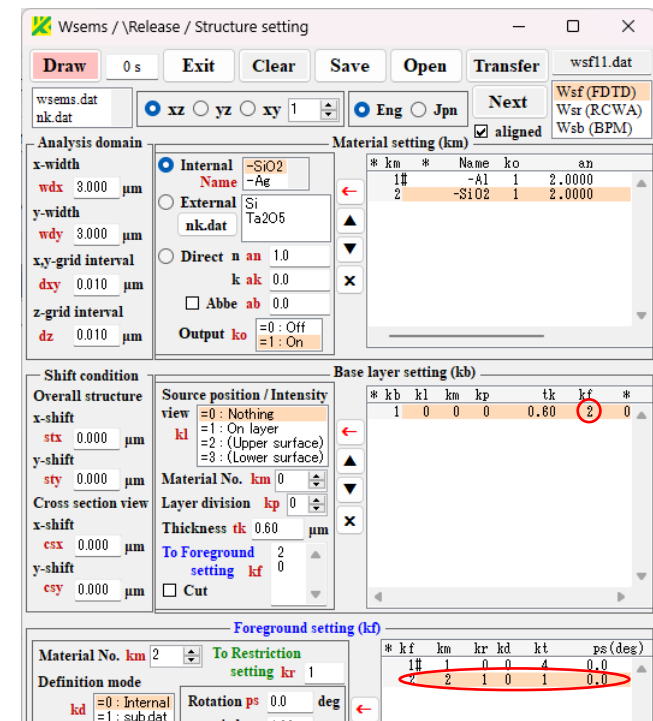 Wsems / \Release / Structure setting
Draw 0 s Exit Clear Save Open Transfer wsf11.dat
wsems.dat
nk.dat
xz yz xy 1 Eng Jpn Next
aligned
Wsf (FDTD)
Wsr (RCWA)
Wsb (BPM)
Analysis domain
x-width
wdx 3.000 μm
y-width
wdy 3.000 μm
x,y-grid interval
dxy 0.010 μm
z-grid interval
dz 0.010 μm
Material setting (km)
Internal
Name
-SiO2
-Ag
External
nk.dat
Si
Ta2O5
Direct n an 1.0
k ak 0.0
Abbe ab 0.0
Output ko
=0 : Off
=1 : On
* km * Name ko an
1# -Al 1 2.0000
2 -SiO2 1 2.0000
Shift condition
Overall structure
x-shift
stx 0.000 μm
y-shift
sty 0.000 μm
Cross section view
x-shift
csx 0.000 μm
y-shift
csy 0.000 μm
Base layer setting (kb)
Source position / Intensity
view
kl
=0 : Nothing
=1 : On layer
=2 : (Upper surface)
=3 : (Lower surface)
Material No. km 0
Layer division kp 0
Thickness tk 0.60 μm
To Foreground
setting kf
2
0
Cut
* kb kl km kp tk kf *
1 0 0 0 0.60 2 0
Foreground setting (kf)
Material No. km 2
To Restriction
setting kr 1
Definition mode
kd
=0 : Internal
=1 : sub.dat
Rotation ps 0.0 deg
* kf km kr kd kt ps(deg)
1# 1 0 0 4 0.0
2 2 1 0 1 0.0